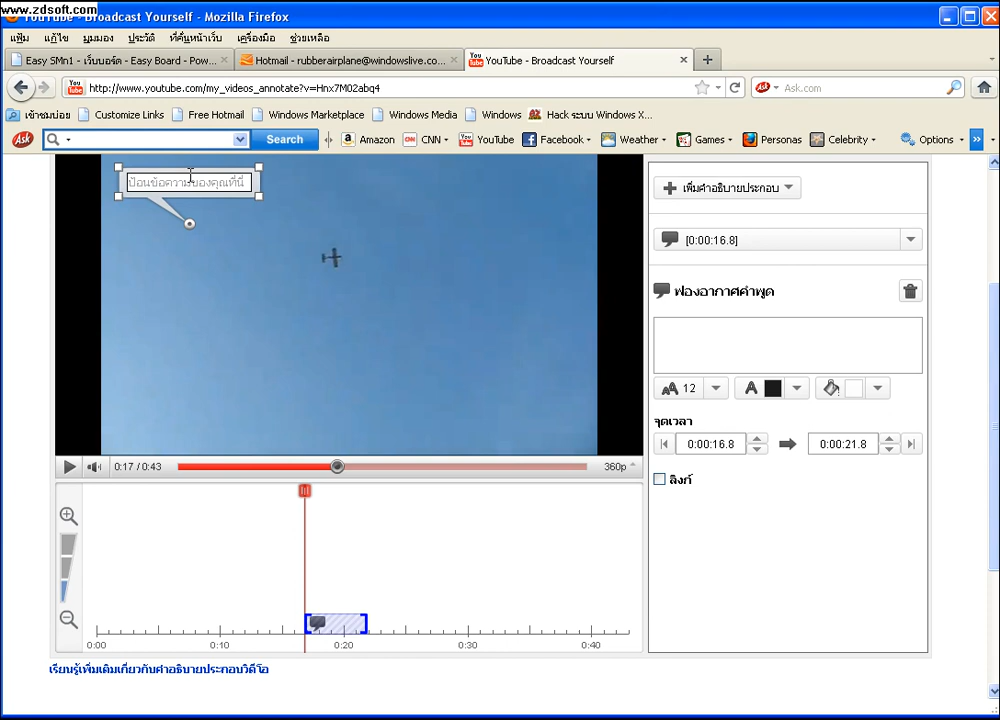 www.zdsoft.com
YouTube - Broadcast Yourself - Mozilla Firefox
แฟ้ม แก้ไข มุมมอง ประวัติ ที่คั่นหน้าเว็บ เครื่องมือ ช่วยเหลือ
Easy SMn1 - เว็บบอร์ด - Easy Board - Pow...
Hotmail - rubberairplane@windowslive.co...
You Tube YouTube - Broadcast Yourself
http://www.youtube.com/my_videos_annotate?v=Hnx7M02abq4
Ask Ask.com
เข้าชมบ่อย Customize Links Free Hotmail Windows Marketplace Windows Media Windows Hack ระบบ Windows X...
Ask Search a Amazon CNN CNN You Tube YouTube Facebook Weather Games Personas Celebrity Options »
ป้อนข้อความของคุณที่นี่
เพิ่มคำอธิบายประกอบ
[0:00:16.8]
ฟองอากาศคำพูด
AA 12 A
จุดเวลา
0:00:16.8 0:00:21.8
0:17 / 0:43 360p
ลิงก์
0:00 0:10 0:20 0:30 0:40
เรียนรู้เพิ่มเติมเกี่ยวกับคำอธิบายประกอบวิดีโอ